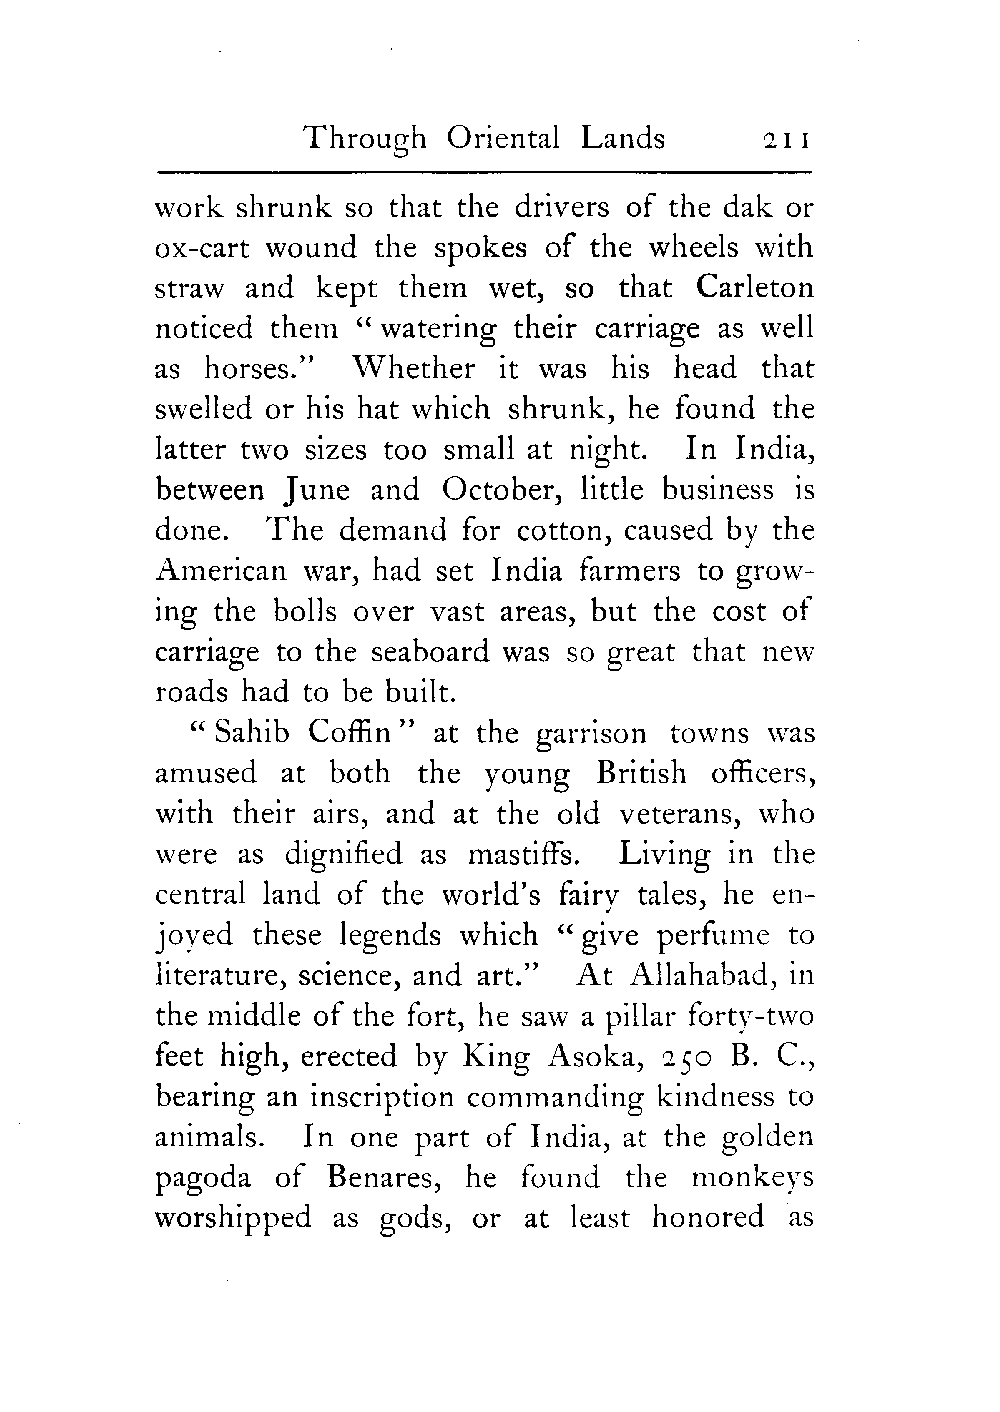 Through Oriental Lands 211
work shrunk so that the drivers of the dak or
ox-cart wound the spokes of the wheels with
straw and kept them wet, so that Carleton
noticed them “ watering their carriage as well
as horses.” Whether it was his head that
swelled or his hat which shrunk, he found the
latter two sizes too small at night. In India,
between June and October, little business is
done. The demand for cotton, caused by the
American war, had set India farmers to grow-
ing the bolls over vast areas, but the cost of
carriage to the seaboard was so great that new
roads had to be built.
“ Sahib Coffin ” at the garrison towns was
amused at both the young British officers,
with their airs, and at the old veterans, who
were as dignified as mastiffs. Living in the
central land of the world’s fairy tales, he en-
joyed these legends which “ give perfume to
literature, science, and art.” At Allahabad, in
the middle of the fort, he saw a pillar forty-two
feet high, erected by King Asoka, 250 B. C.,
bearing an inscription commanding kindness to
animals. In one part of India, at the golden
pagoda of Benares, he found the monkeys
worshipped as gods, or at least honored as